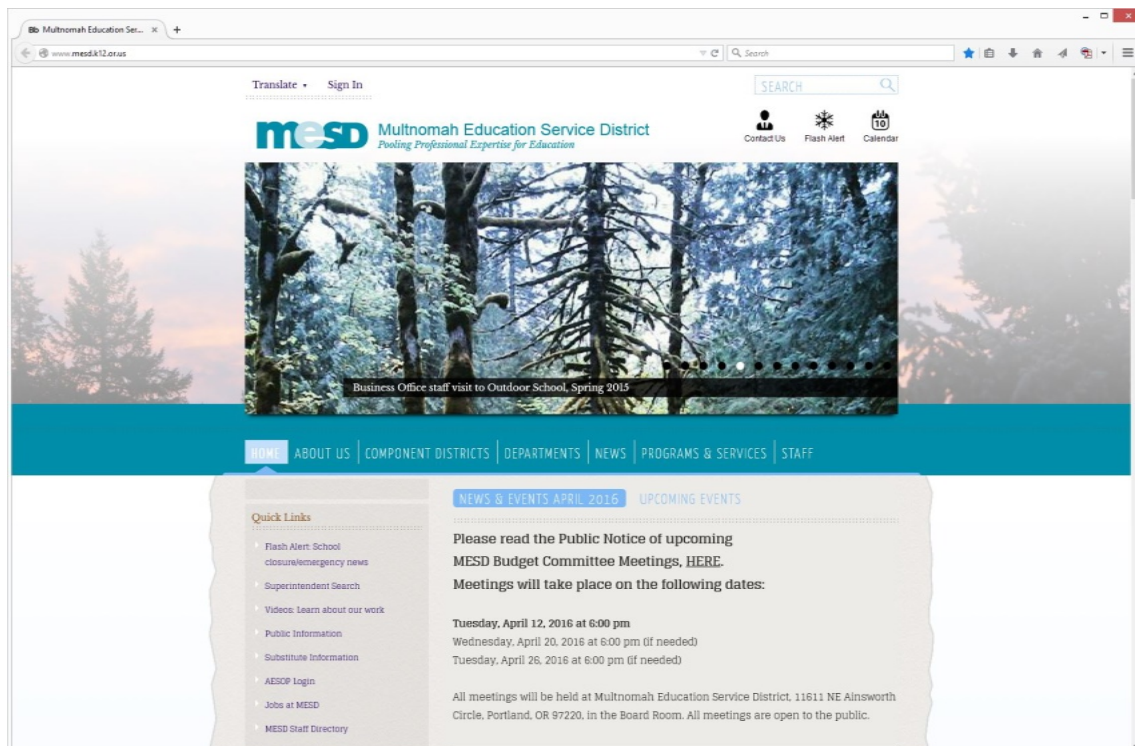 Bb Multnomah Education Ser... × +
www.mesd.k12.or.us
Search
Translate
Sign In
SEARCH
mesd
Multnomah Education Service District
Pooling Professional Expertise for Education
Contact Us
Flash Alert
10
Calendar
Business Office staff visit to Outdoor School, Spring 2015
HOME
ABOUT US
COMPONENT DISTRICTS
DEPARTMENTS
NEWS
PROGRAMS & SERVICES
STAFF
Quick Links
Flash Alert: School
closure/emergency news
Superintendent Search
Videos: Learn about our work
Public Information
Substitute Information
AESOP Login
Jobs at MESD
MESD Staff Directory
NEWS & EVENTS APRIL 2016
UPCOMING EVENTS
Please read the Public Notice of upcoming
MESD Budget Committee Meetings, HERE.
Meetings will take place on the following dates:
Tuesday, April 12, 2016 at 6:00 pm
Wednesday, April 20, 2016 at 6:00 pm (if needed)
Tuesday, April 26, 2016 at 6:00 pm (if needed)
All meetings will be held at Multnomah Education Service District, 11611 NE Ainsworth
Circle, Portland, OR 97220, in the Board Room. All meetings are open to the public.